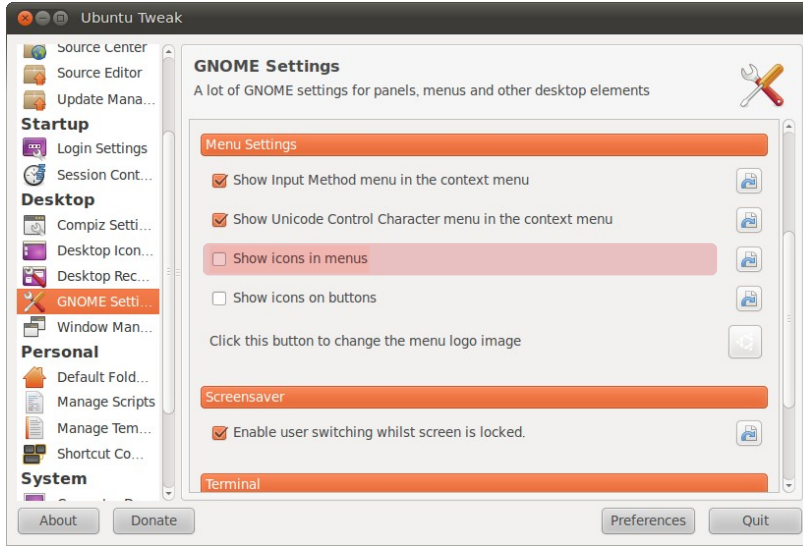 Ubuntu Tweak
Source Center
Source Editor
Update Mana...
Startup
Login Settings
Session Cont...
Desktop
Compiz Setti...
Desktop Icon...
Desktop Rec...
GNOME Setti...
Window Man...
Personal
Default Fold...
Manage Scripts
Manage Tem...
Shortcut Co...
System
GNOME Settings
A lot of GNOME settings for panels, menus and other desktop elements
Menu Settings
Show Input Method menu in the context menu
Show Unicode Control Character menu in the context menu
Show icons in menus
Show icons on buttons
Click this button to change the menu logo image
Screensaver
Enable user switching whilst screen is locked.
Terminal
About
Donate
Preferences
Quit